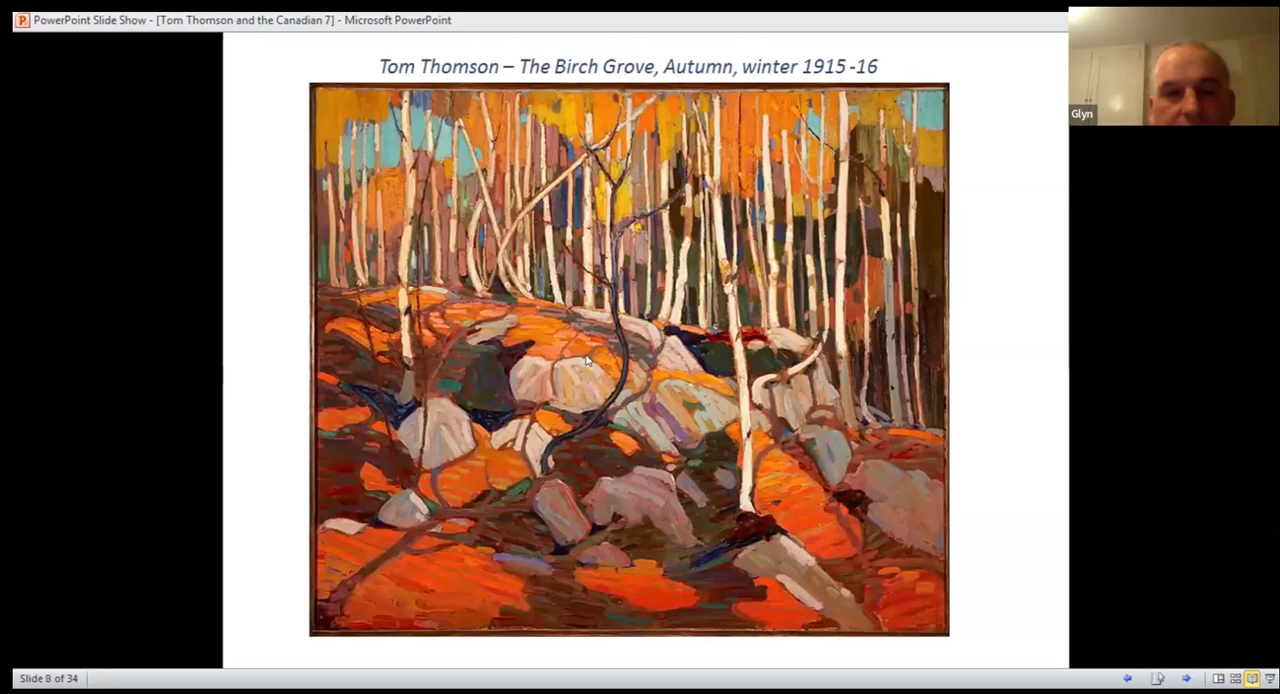 PowerPoint Slide Show - [Tom Thomson and the Canadian 7] - Microsoft PowerPoint
Tom Thomson – The Birch Grove, Autumn, winter 1915 -16
Glyn
Slide 8 of 34